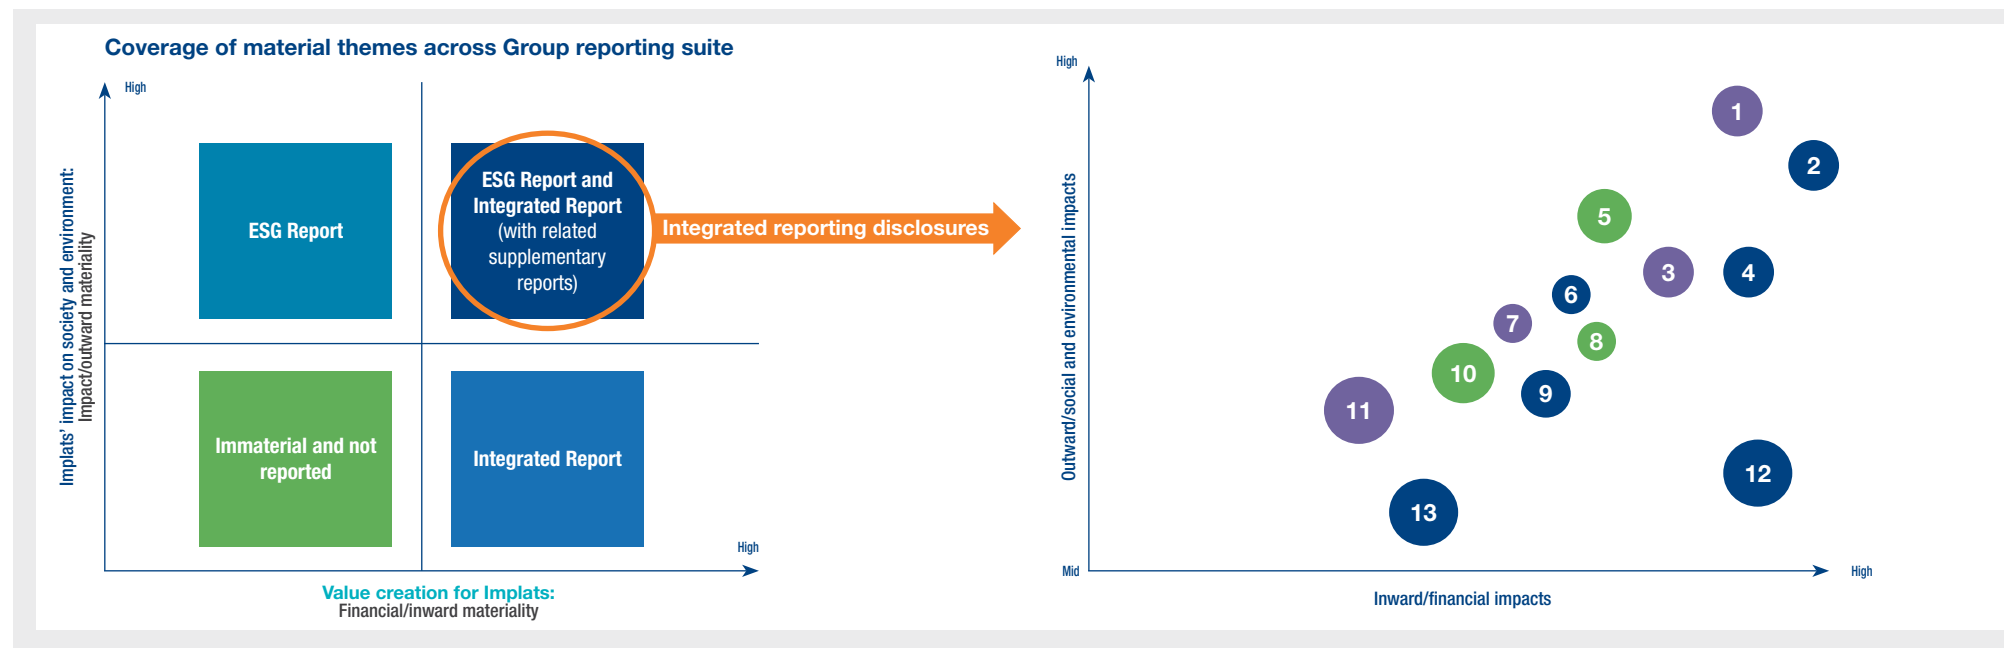 Coverage of material themes across Group reporting suite
High
Implats' impact on society and environment:
Impact/outward materiality
ESG Report
ESG Report and
Integrated Report
(with related
supplementary
reports)
Immaterial and not
reported
Integrated Report
High
Value creation for Implats:
Financial/inward materiality
Integrated reporting disclosures
High
Outward/social and environmental impacts
1
2
5
3
4
6
7
8
10
9
11
12
13
Mid
High
Inward/financial impacts